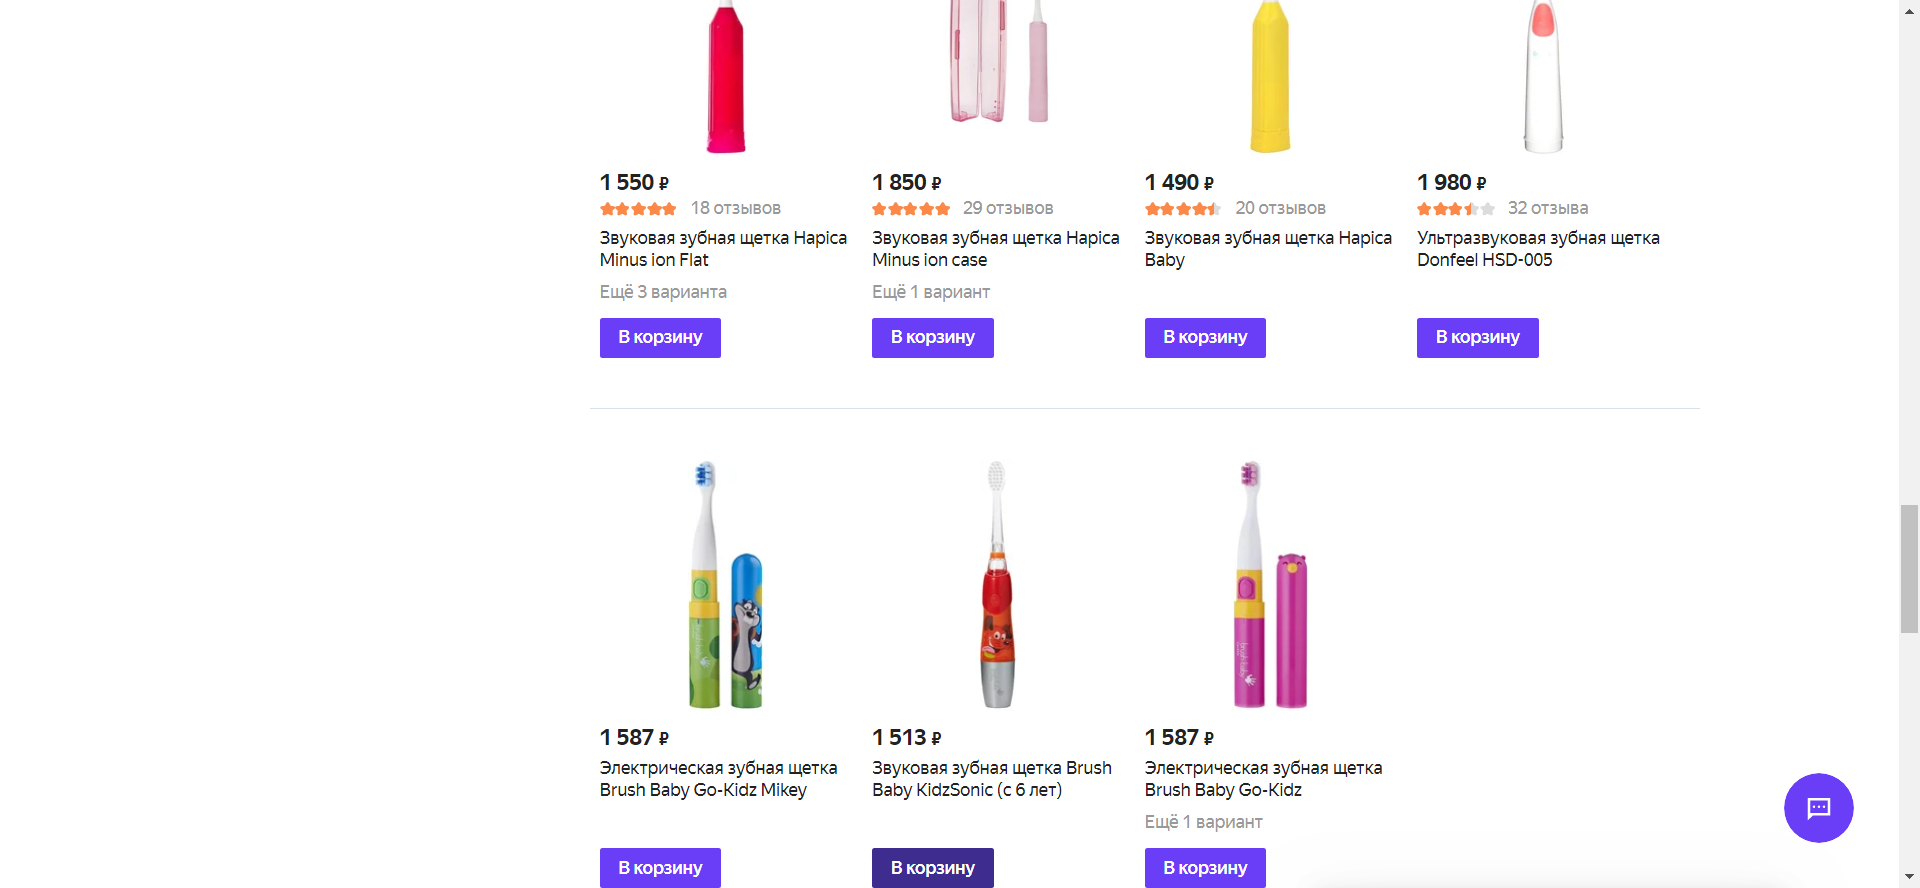 1 550 ₽
18 отзывов
Звуковая зубная щетка Hapica
Minus ion Flat
Ещё 3 варианта
В корзину
1 850 ₽
29 отзывов
Звуковая зубная щетка Hapica
Minus ion case
Ещё 1 вариант
В корзину
1 490 ₽
20 отзывов
Звуковая зубная щетка Hapica
Baby
В корзину
1 980 ₽
32 отзыва
Ультразвуковая зубная щетка
Donfeel HSD-005
В корзину
1 587 ₽
Электрическая зубная щетка
Brush Baby Go-Kidz Mikey
В корзину
1 513 ₽
Звуковая зубная щетка Brush
Baby KidzSonic (с 6 лет)
В корзину
brush-baby
1 587 ₽
Электрическая зубная щетка
Brush Baby Go-Kidz
Ещё 1 вариант
В корзину